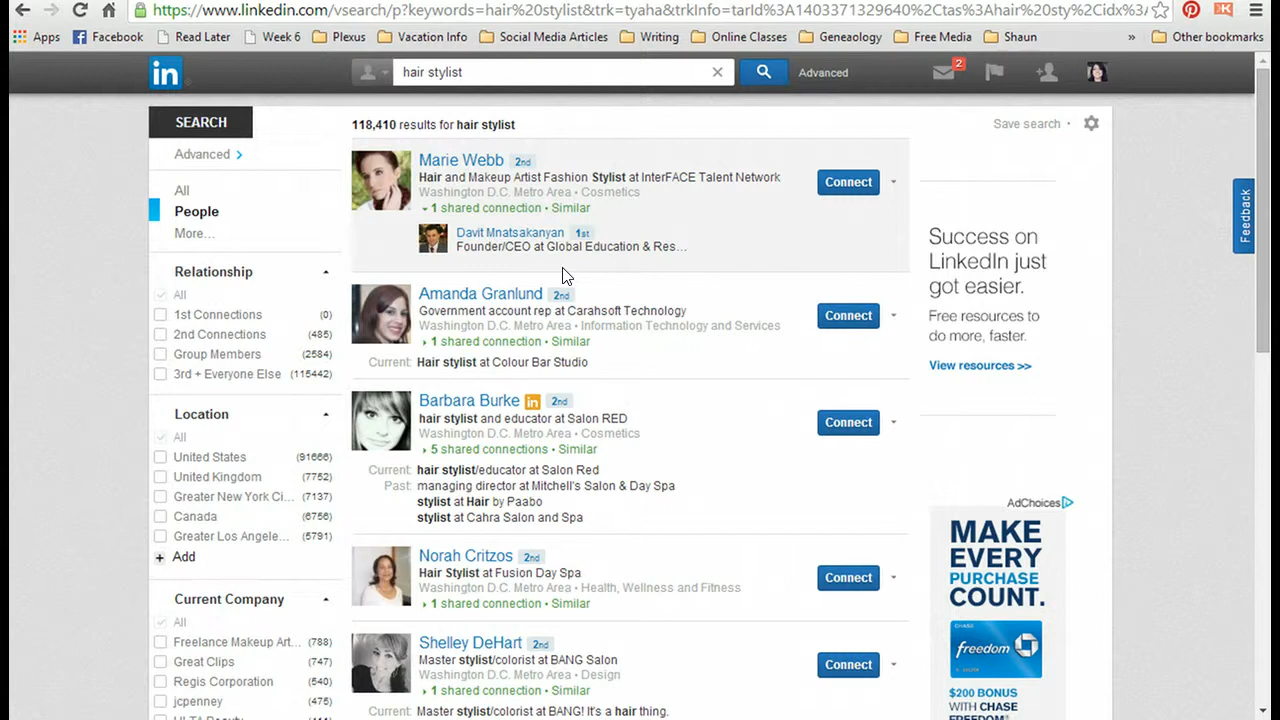 https://www.linkedin.com/vsearch/p?keywords=hair%20stylist&trk=tyaha&trkInfo=tarId%3A1403371329640%2Ctas%3Ahair%20sty%2Cidx%3A
Apps Facebook Read Later Week 6 Plexus Vacation Info Social Media Articles Writing Online Classes Geneaology Free Media Shaun » Other bookmarks
in hair stylist Advanced 2
SEARCH
Advanced
All
People
More...
Relationship
All
1st Connections (0)
2nd Connections (485)
Group Members (2584)
3rd + Everyone Else (115442)
Location
All
United States (91666)
United Kingdom (7752)
Greater New York Ci... (7137)
Canada (6756)
Greater Los Angele... (5791)
+ Add
Current Company
All
Freelance Makeup Art... (788)
Great Clips (747)
Regis Corporation (540)
jcpenney (475)
118,410 results for hair stylist
Save search
Marie Webb 2nd
Hair and Makeup Artist Fashion Stylist at InterFACE Talent Network
Washington D.C. Metro Area • Cosmetics
1 shared connection • Similar
Connect
Davit Mnatsakanyan 1st
Founder/CEO at Global Education & Res...
Amanda Granlund 2nd
Government account rep at Carahsoft Technology
Washington D.C. Metro Area • Information Technology and Services
1 shared connection • Similar
Connect
Current: Hair stylist at Colour Bar Studio
Barbara Burke in 2nd
hair stylist and educator at Salon RED
Washington D.C. Metro Area • Cosmetics
5 shared connections • Similar
Connect
Current: hair stylist/educator at Salon Red
Past: managing director at Mitchell's Salon & Day Spa
stylist at Hair by Paabo
stylist at Cahra Salon and Spa
Norah Critzos 2nd
Hair Stylist at Fusion Day Spa
Washington D.C. Metro Area • Health, Wellness and Fitness
1 shared connection • Similar
Connect
Shelley DeHart 2nd
Master stylist/colorist at BANG Salon
Washington D.C. Metro Area • Design
1 shared connection • Similar
Connect
Current: Master stylist/colorist at BANG! It's a hair thing.
Success on
LinkedIn just
got easier.
Free resources to
do more, faster.
View resources >>
Feedback
AdChoices
MAKE
EVERY
PURCHASE
COUNT.
CHASE
freedom
$200 BONUS
WITH CHASE